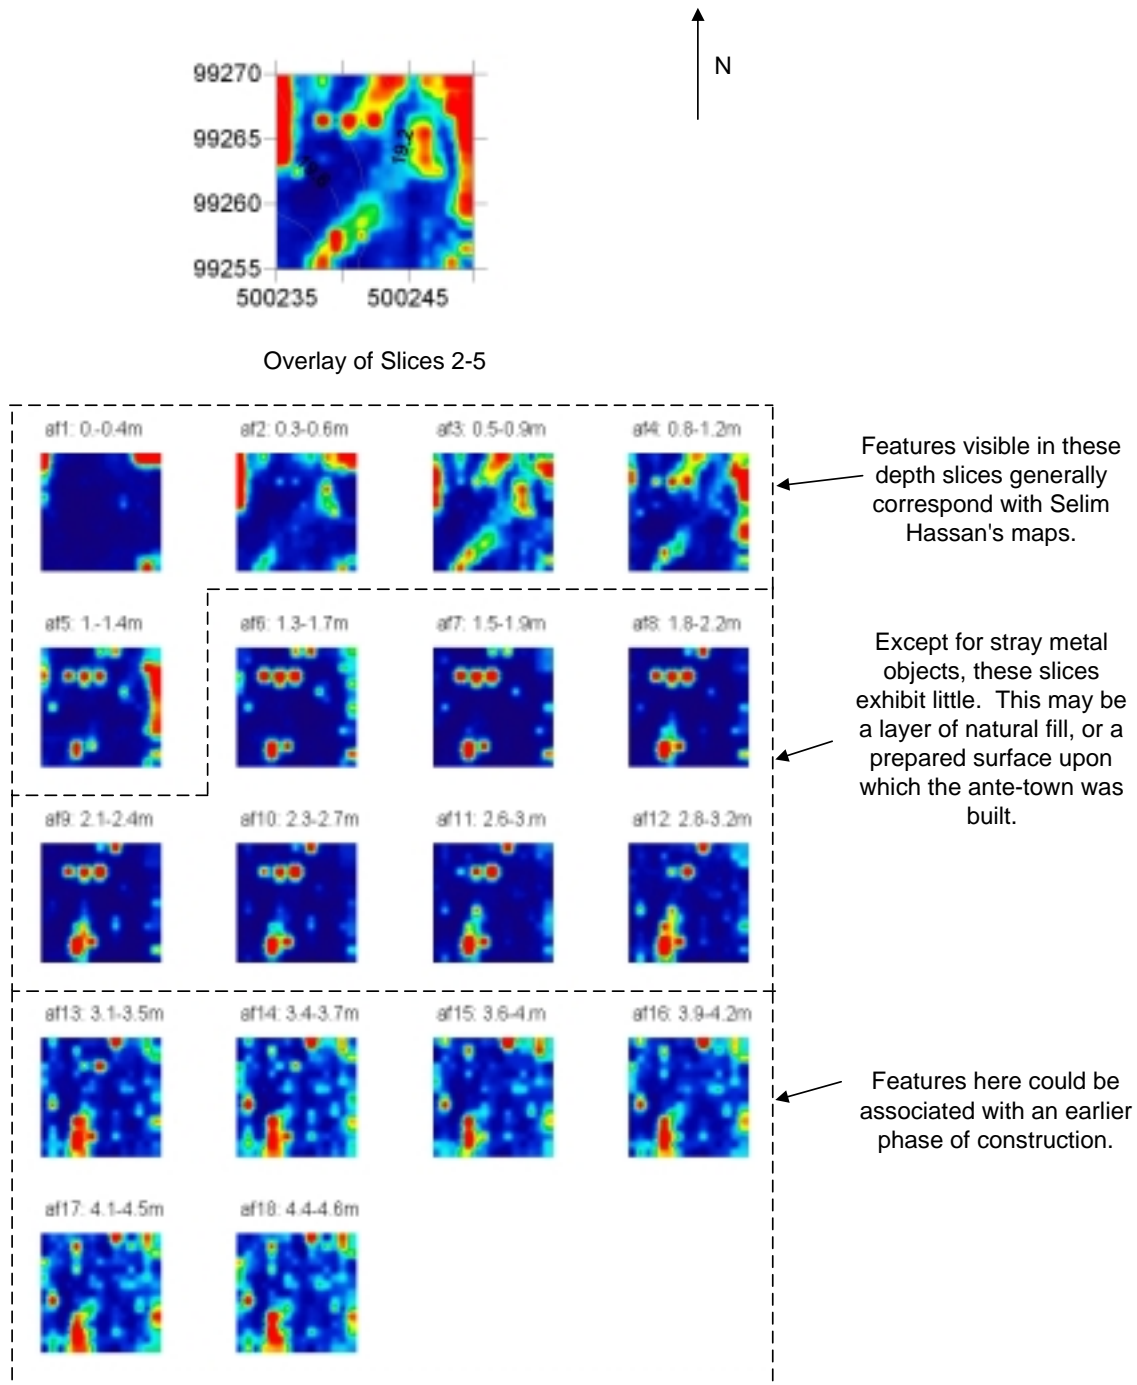 N
99270
99265
99260
99255
19.2
19.6
500235 500245
Overlay of Slices 2-5
af1: 0.-0.4m af2: 0.3-0.6m af3: 0.5-0.9m af4: 0.8-1.2m
Features visible in these
depth slices generally
correspond with Selim
Hassan's maps.
af5: 1.-1.4m af6: 1.3-1.7m af7: 1.5-1.9m af8: 1.8-2.2m
Except for stray metal
objects, these slices
exhibit little. This may be
a layer of natural fill, or a
prepared surface upon
which the ante-town was
built.
af9: 2.1-2.4m af10: 2.3-2.7m af11: 2.6-3.m af12: 2.8-3.2m
af13: 3.1-3.5m af14: 3.4-3.7m af15: 3.6-4.m af16: 3.9-4.2m
Features here could be
associated with an earlier
phase of construction.
af17: 4.1-4.5m af18: 4.4-4.6m